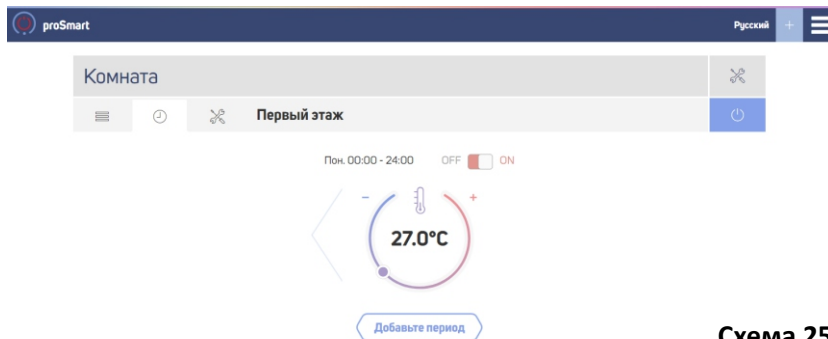 proSmart
Русский
+
Комната
Первый этаж
Пон. 00:00 - 24:00 OFF ON
- +
27.0°C
Добавьте период
Схема 25